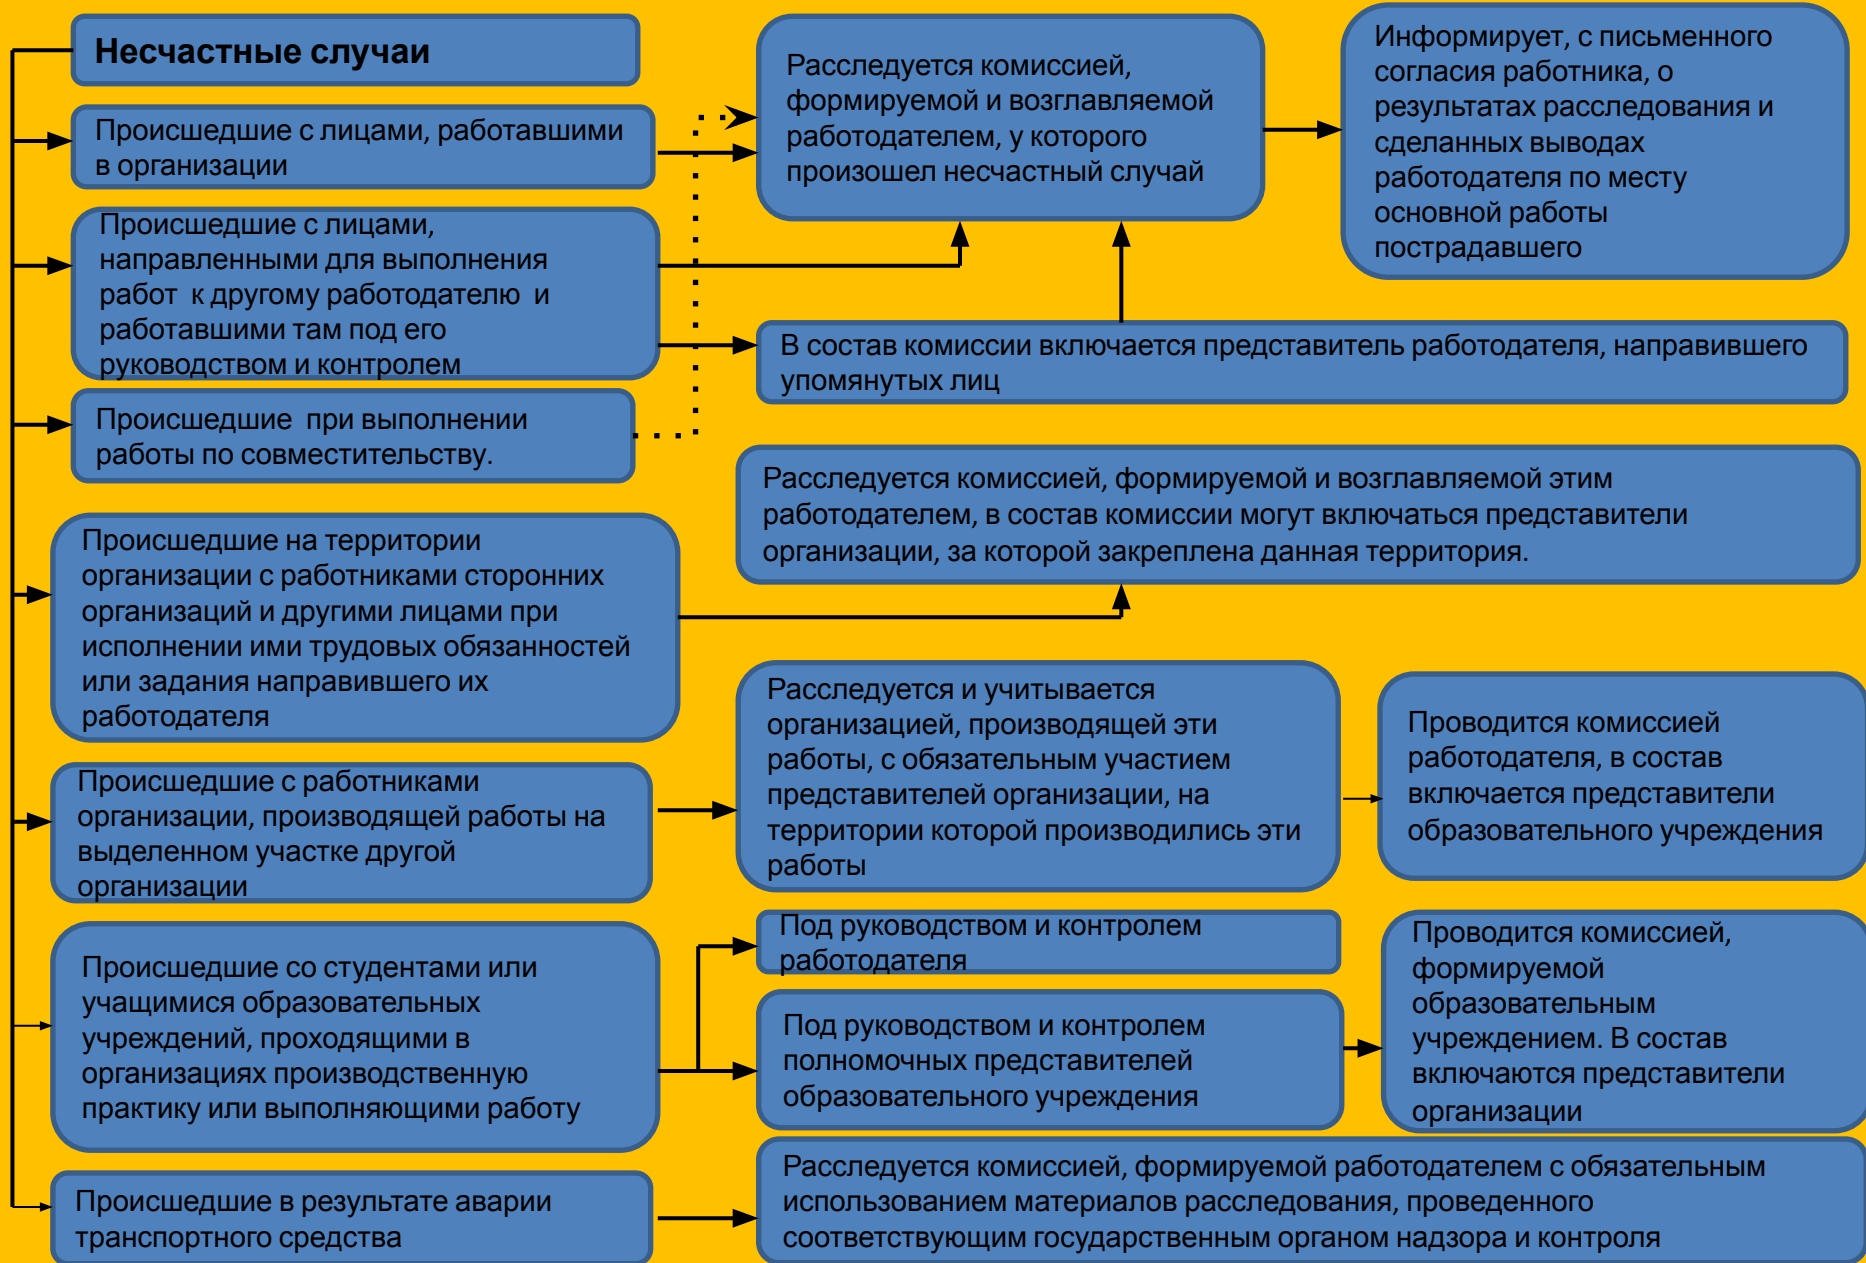 Несчастные случаи
Происшедшие с лицами, работавшими
в организации
Происшедшие с лицами,
направленными для выполнения
работ к другому работодателю и
работавшими там под его
руководством и контролем
Происшедшие при выполнении
работы по совместительству.
Происшедшие на территории
организации с работниками сторонних
организаций и другими лицами при
исполнении ими трудовых обязанностей
или задания направившего их
работодателя
Происшедшие с работниками
организации, производящей работы на
выделенном участке другой
организации
Происшедшие со студентами или
учащимися образовательных
учреждений, проходящими в
организациях производственную
практику или выполняющими работу
Происшедшие в результате аварии
транспортного средства
Расследуется комиссией,
формируемой и возглавляемой
работодателем, у которого
произошел несчастный случай
Информирует, с письменного
согласия работника, о
результатах расследования и
сделанных выводах
работодателя по месту
основной работы
пострадавшего
В состав комиссии включается представитель работодателя, направившего
упомянутых лиц
Расследуется комиссией, формируемой и возглавляемой этим
работодателем, в состав комиссии могут включаться представители
организации, за которой закреплена данная территория.
Расследуется и учитывается
организацией, производящей эти
работы, с обязательным участием
представителей организации, на
территории которой производились эти
работы
Проводится комиссией
работодателя, в состав
включается представители
образовательного учреждения
Под руководством и контролем
работодателя
Под руководством и контролем
полномочных представителей
образовательного учреждения
Проводится комиссией,
формируемой
образовательным
учреждением. В состав
включаются представители
организации
Расследуется комиссией, формируемой работодателем с обязательным
использованием материалов расследования, проведенного
соответствующим государственным органом надзора и контроля